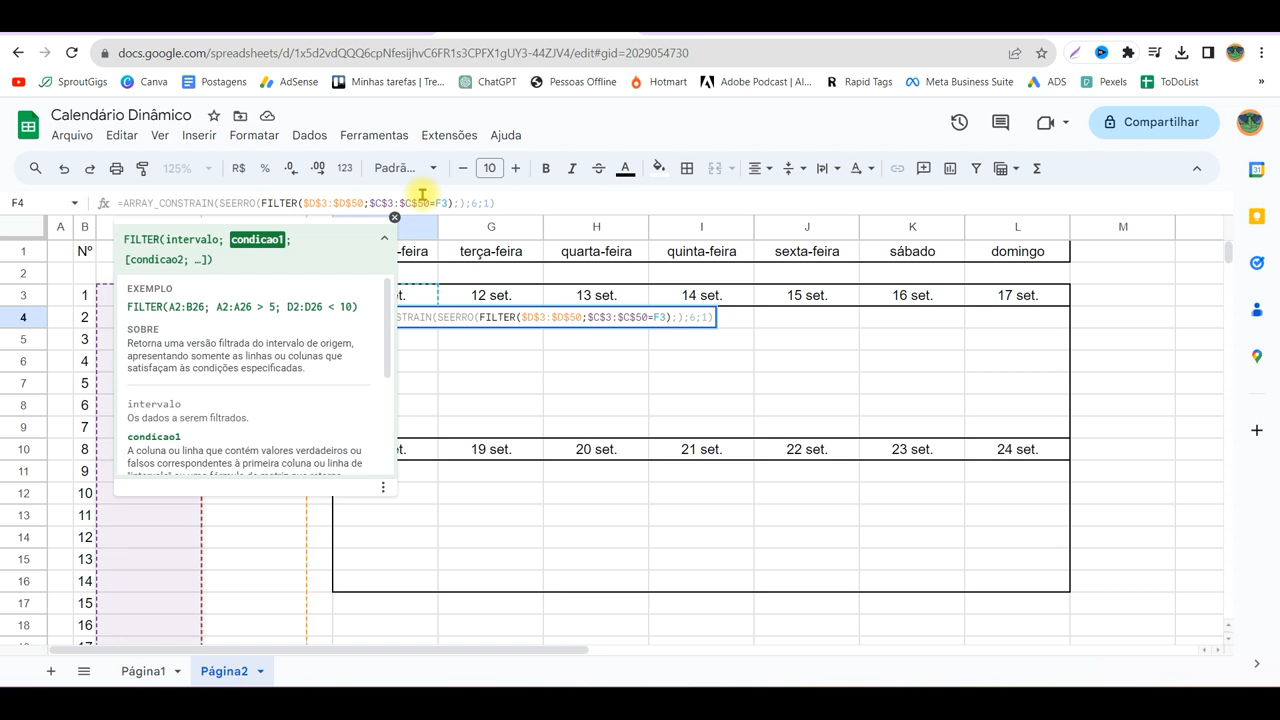 docs.google.com/spreadsheets/d/1x5d2vdQQQ6cpNfesijhvC6FR1s3CPFX1gUY3-44ZJV4/edit#gid=2029054730
SproutGigs Canva Postagens AdSense Minhas tarefas | Tre... ChatGPT Pessoas Offline Hotmart Adobe Podcast | AI... Rapid Tags Meta Business Suite ADS Pexels ToDoList »
Calendário Dinâmico
Arquivo Editar Ver Inserir Formatar Dados Ferramentas Extensões Ajuda
Compartilhar
125% R$ % .0 .00 123 Padrã... 10 B I S A
F4 fx =ARRAY_CONSTRAIN(SEERRO(FILTER($D$3:$D$50;$C$3:$C$50=F3););6;1)
FILTER(intervalo; condicao1;
[condicao2; …])
EXEMPLO
FILTER(A2:B26; A2:A26 > 5; D2:D26 < 10)
SOBRE
Retorna uma versão filtrada do intervalo de origem,
apresentando somente as linhas ou colunas que
satisfaçam às condições especificadas.
intervalo
Os dados a serem filtrados.
condicao1
A coluna ou linha que contém valores verdadeiros ou
falsos correspondentes à primeira coluna ou linha de
"intervalo" ou uma fórmula de matriz que retorna
A B G H I J K L M
1 Nº -feira terça-feira quarta-feira quinta-feira sexta-feira sábado domingo
2
3 1 t. 12 set. 13 set. 14 set. 15 set. 16 set. 17 set.
4 2 STRAIN(SEERRO(FILTER($D$3:$D$50;$C$3:$C$50=F3););6;1)
5 3
6 4
7 5
8 6
9 7
10 8 t. 19 set. 20 set. 21 set. 22 set. 23 set. 24 set.
11 9
12 10
13 11
14 12
15 13
16 14
17 15
18 16
17
Página1 Página2